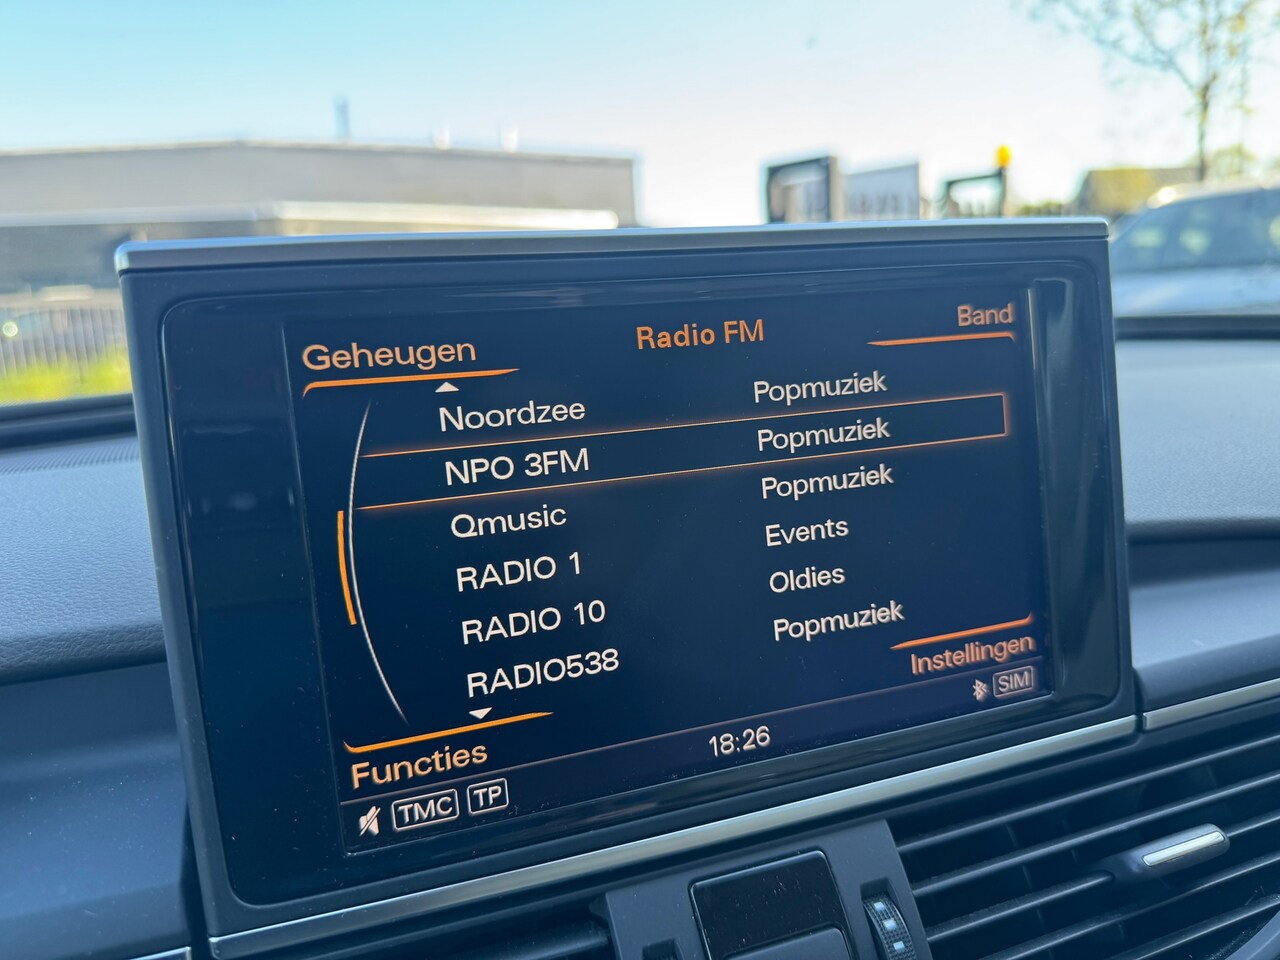 Geheugen Radio FM Band
Noordzee Popmuziek
NPO 3FM Popmuziek
Qmusic Popmuziek
RADIO 1 Events
RADIO 10 Oldies
RADIO538 Popmuziek
Functies Instellingen
TMC TP 18:26 SIM